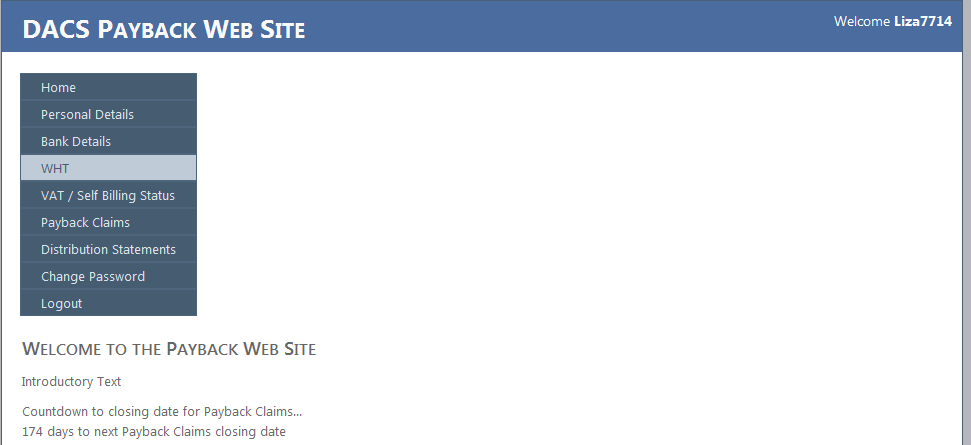 DACS PAYBACK WEB SITE
Welcome Liza7714
Home
Personal Details
Bank Details
WHT
VAT / Self Billing Status
Payback Claims
Distribution Statements
Change Password
Logout
WELCOME TO THE PAYBACK WEB SITE
Introductory Text
Countdown to closing date for Payback Claims...
174 days to next Payback Claims closing date